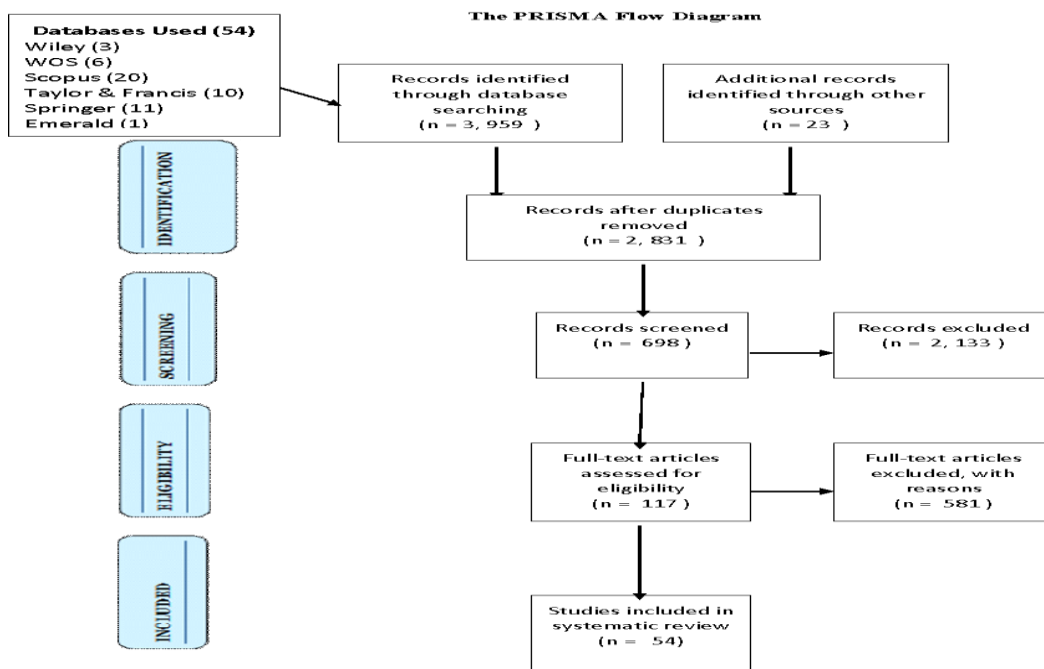 The PRISMA Flow Diagram
Databases Used (54)
Wiley (3)
WOS (6)
Scopus (20)
Taylor & Francis (10)
Springer (11)
Emerald (1)
Records identified
through database
searching
(n = 3, 959 )
Additional records
identified through other
sources
(n = 23 )
IDENTIFICATION
Records after duplicates
removed
(n = 2, 831 )
SCREENING
Records screened
(n = 698)
Records excluded
(n = 2, 133 )
ELIGIBILITY
Full-text articles
assessed for
eligibility
(n = 117 )
Full-text articles
excluded, with
reasons
(n = 581 )
INCLUDED
Studies included in
systematic review
(n = 54)